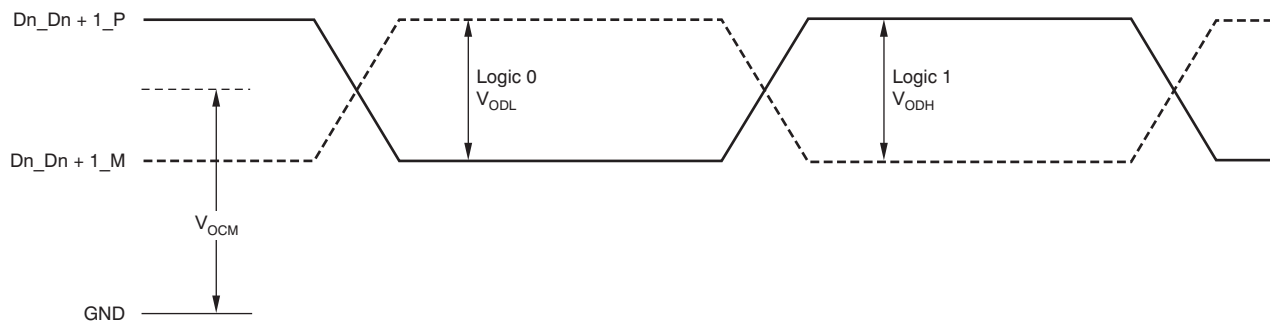 Dn_Dn + 1_P
Logic 0
VODL
Logic 1
VODH
Dn_Dn + 1_M
VOCM
GND